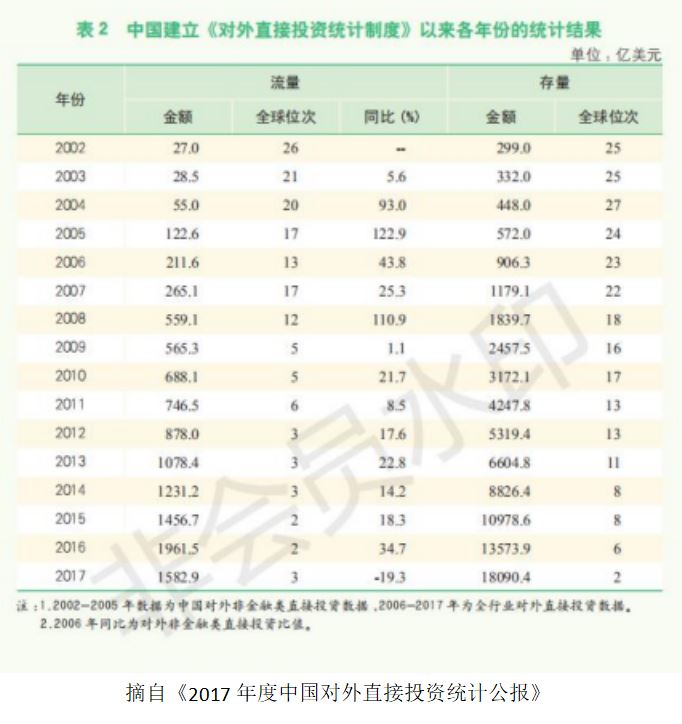 表 2 中国建立《对外直接投资统计制度》以来各年份的统计结果
单位：亿美元
年份 流量 存量
金额 全球位次 同比 (%) 金额 全球位次
2002 27.0 26 -- 299.0 25
2003 28.5 21 5.6 332.0 25
2004 55.0 20 93.0 448.0 27
2005 122.6 17 122.9 572.0 24
2006 211.6 13 43.8 906.3 23
2007 265.1 17 25.3 1179.1 22
2008 559.1 12 110.9 1839.7 18
2009 565.3 5 1.1 2457.5 16
2010 688.1 5 21.7 3172.1 17
2011 746.5 6 8.5 4247.8 13
2012 878.0 3 17.6 5319.4 13
2013 1078.4 3 22.8 6604.8 11
2014 1231.2 3 14.2 8826.4 8
2015 1456.7 2 18.3 10978.6 8
2016 1961.5 2 34.7 13573.9 6
2017 1582.9 3 -19.3 18090.4 2
注：1.2002-2005 年数据为中国对外非金融类直接投资数据，2006-2017 年为全行业对外直接投资数据。
2.2006 年同比为对外非金融类直接投资比值。
非会员水印
摘自《2017 年度中国对外直接投资统计公报》